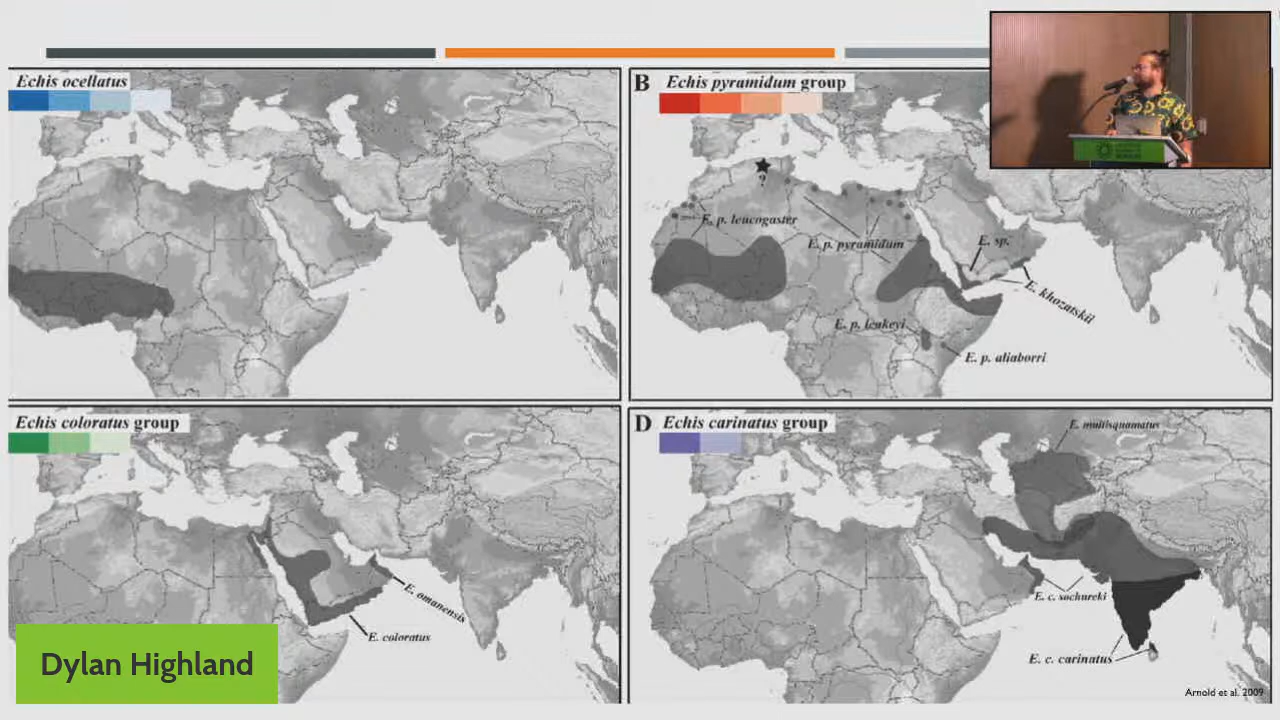 Echis ocellatus
B
Echis pyramidum group
?
E. p. leucogaster
E. p. pyramidum
E. sp.
E. khozatskii
E. p. leakeyi
E. p. aliaborri
Echis coloratus group
E. omanensis
E. coloratus
D
Echis carinatus group
E. multisquamatus
E. c. sochureki
E. c. carinatus
Arnold et al. 2009
Dylan Highland